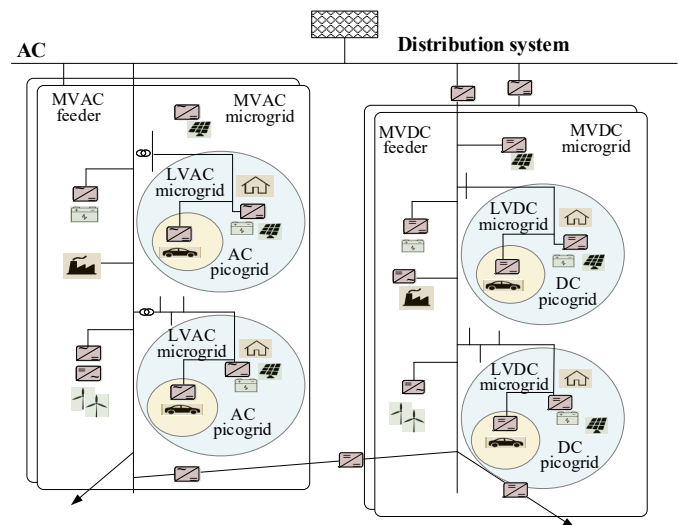 AC
Distribution system
MVAC
feeder
MVAC
microgrid
LVAC
microgrid
AC
picogrid
LVAC
microgrid
AC
picogrid
MVDC
feeder
MVDC
microgrid
LVDC
microgrid
DC
picogrid
LVDC
microgrid
DC
picogrid